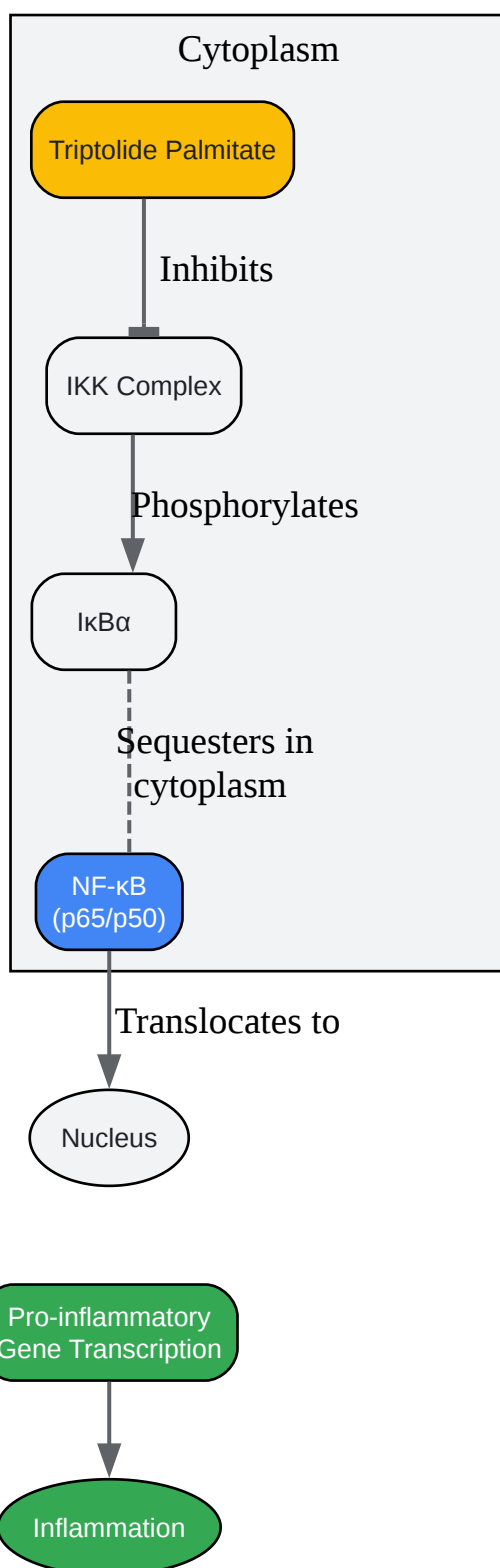 Cytoplasm
Triptolide Palmitate
Inhibits
IKK Complex
Phosphorylates
IκBα
Sequesters in
cytoplasm
NF-κB
(p65/p50)
Translocates to
Nucleus
Pro-inflammatory
Gene Transcription
Inflammation